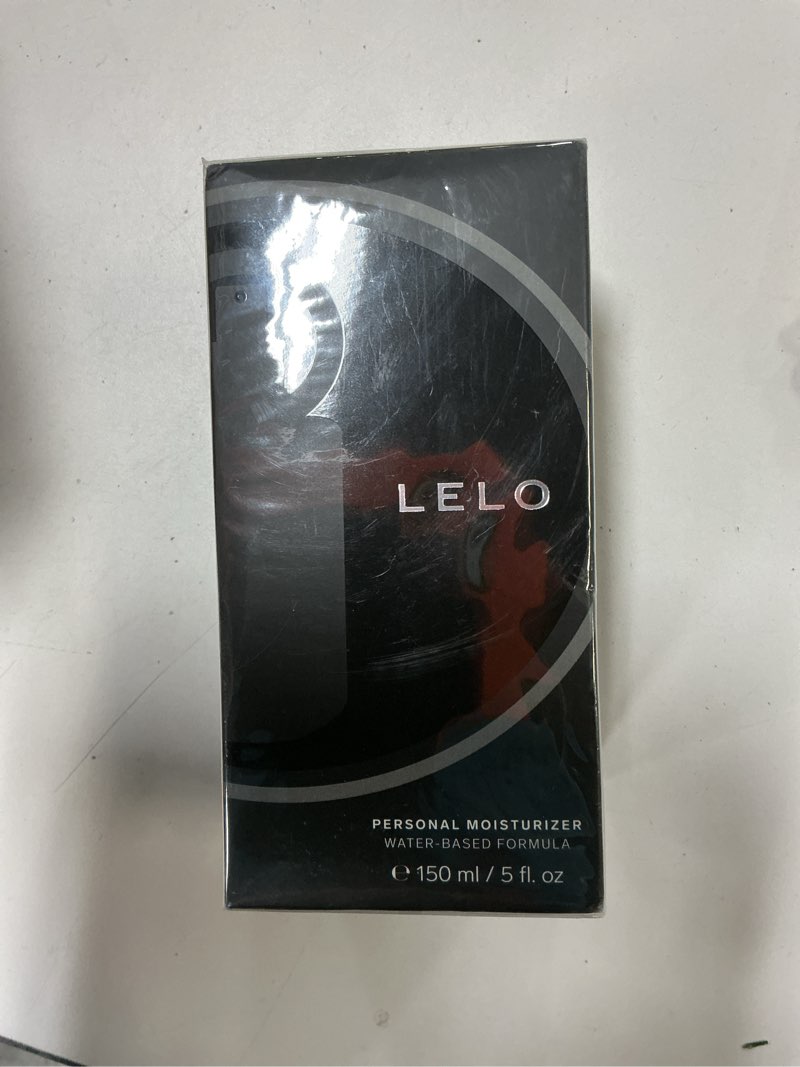 LELO
PERSONAL MOISTURIZER
WATER-BASED FORMULA
℮ 150 ml / 5 fl. oz